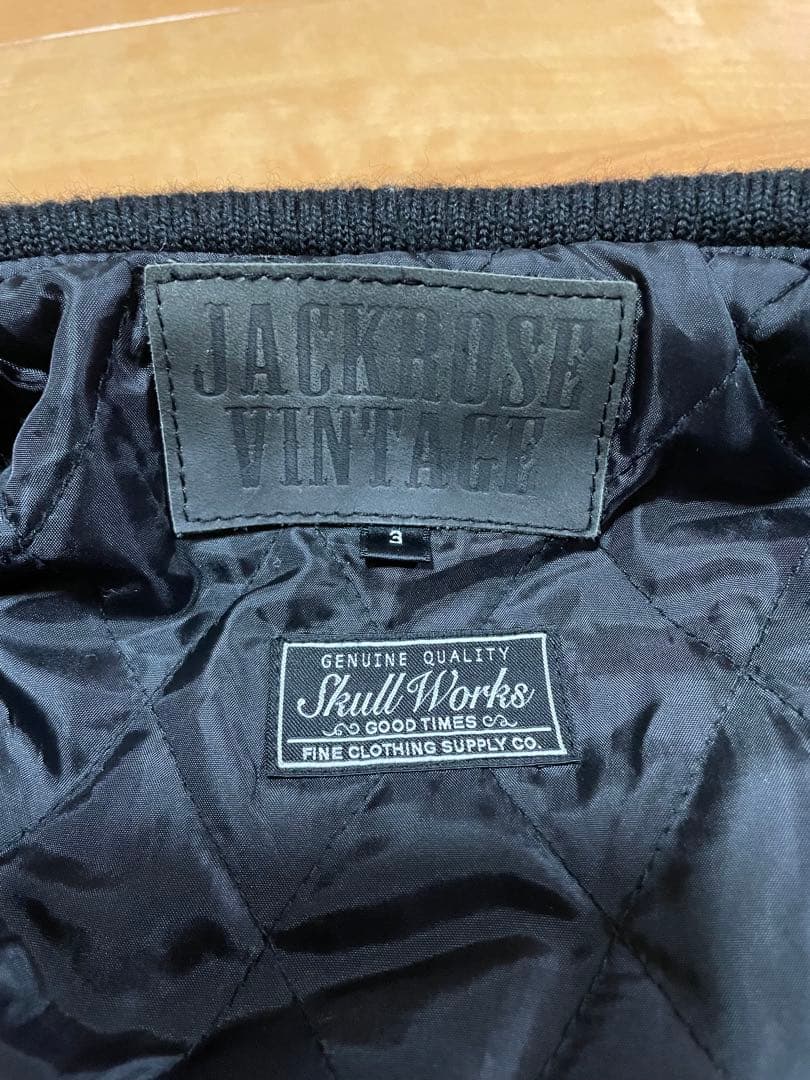 JACKROSE
VINTAGE
3
GENUINE QUALITY
Skull Works
GOOD TIMES
FINE CLOTHING SUPPLY CO.